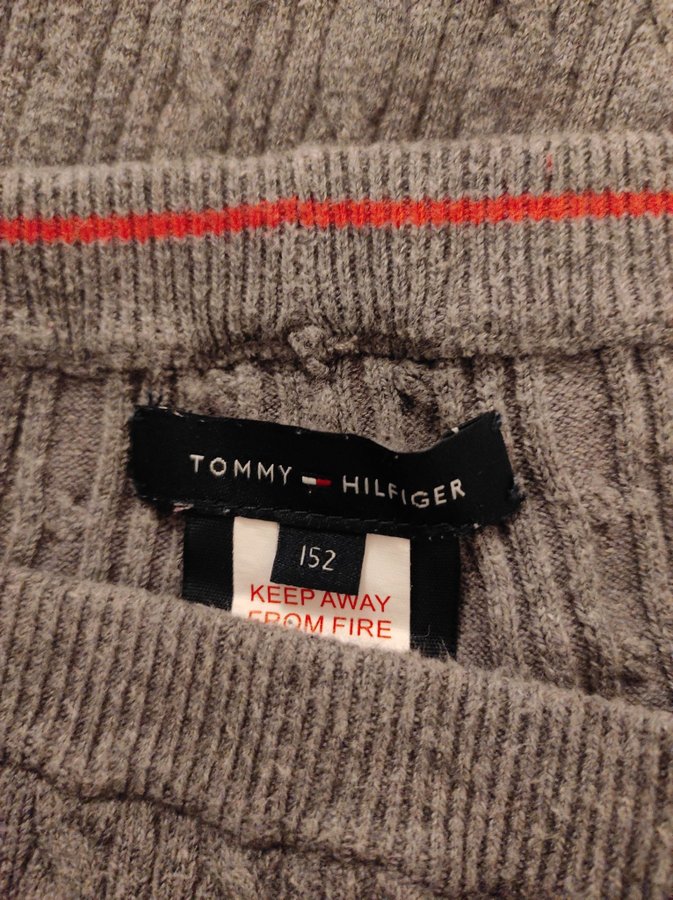 TOMMY HILFIGER
152
KEEP AWAY
FROM FIRE